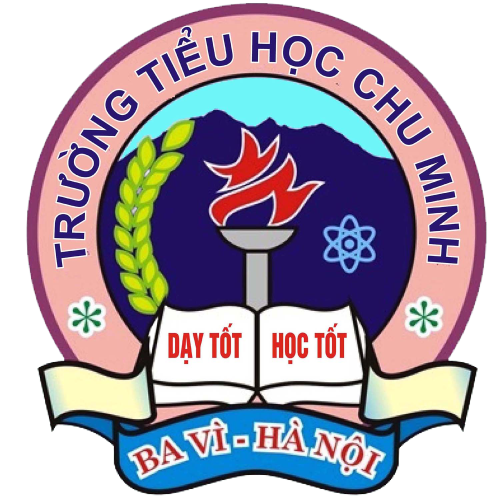 TRƯỜNG TIỂU HỌC CHU MINH
DẠY TỐT
HỌC TỐT
BA VÌ - HÀ NỘI